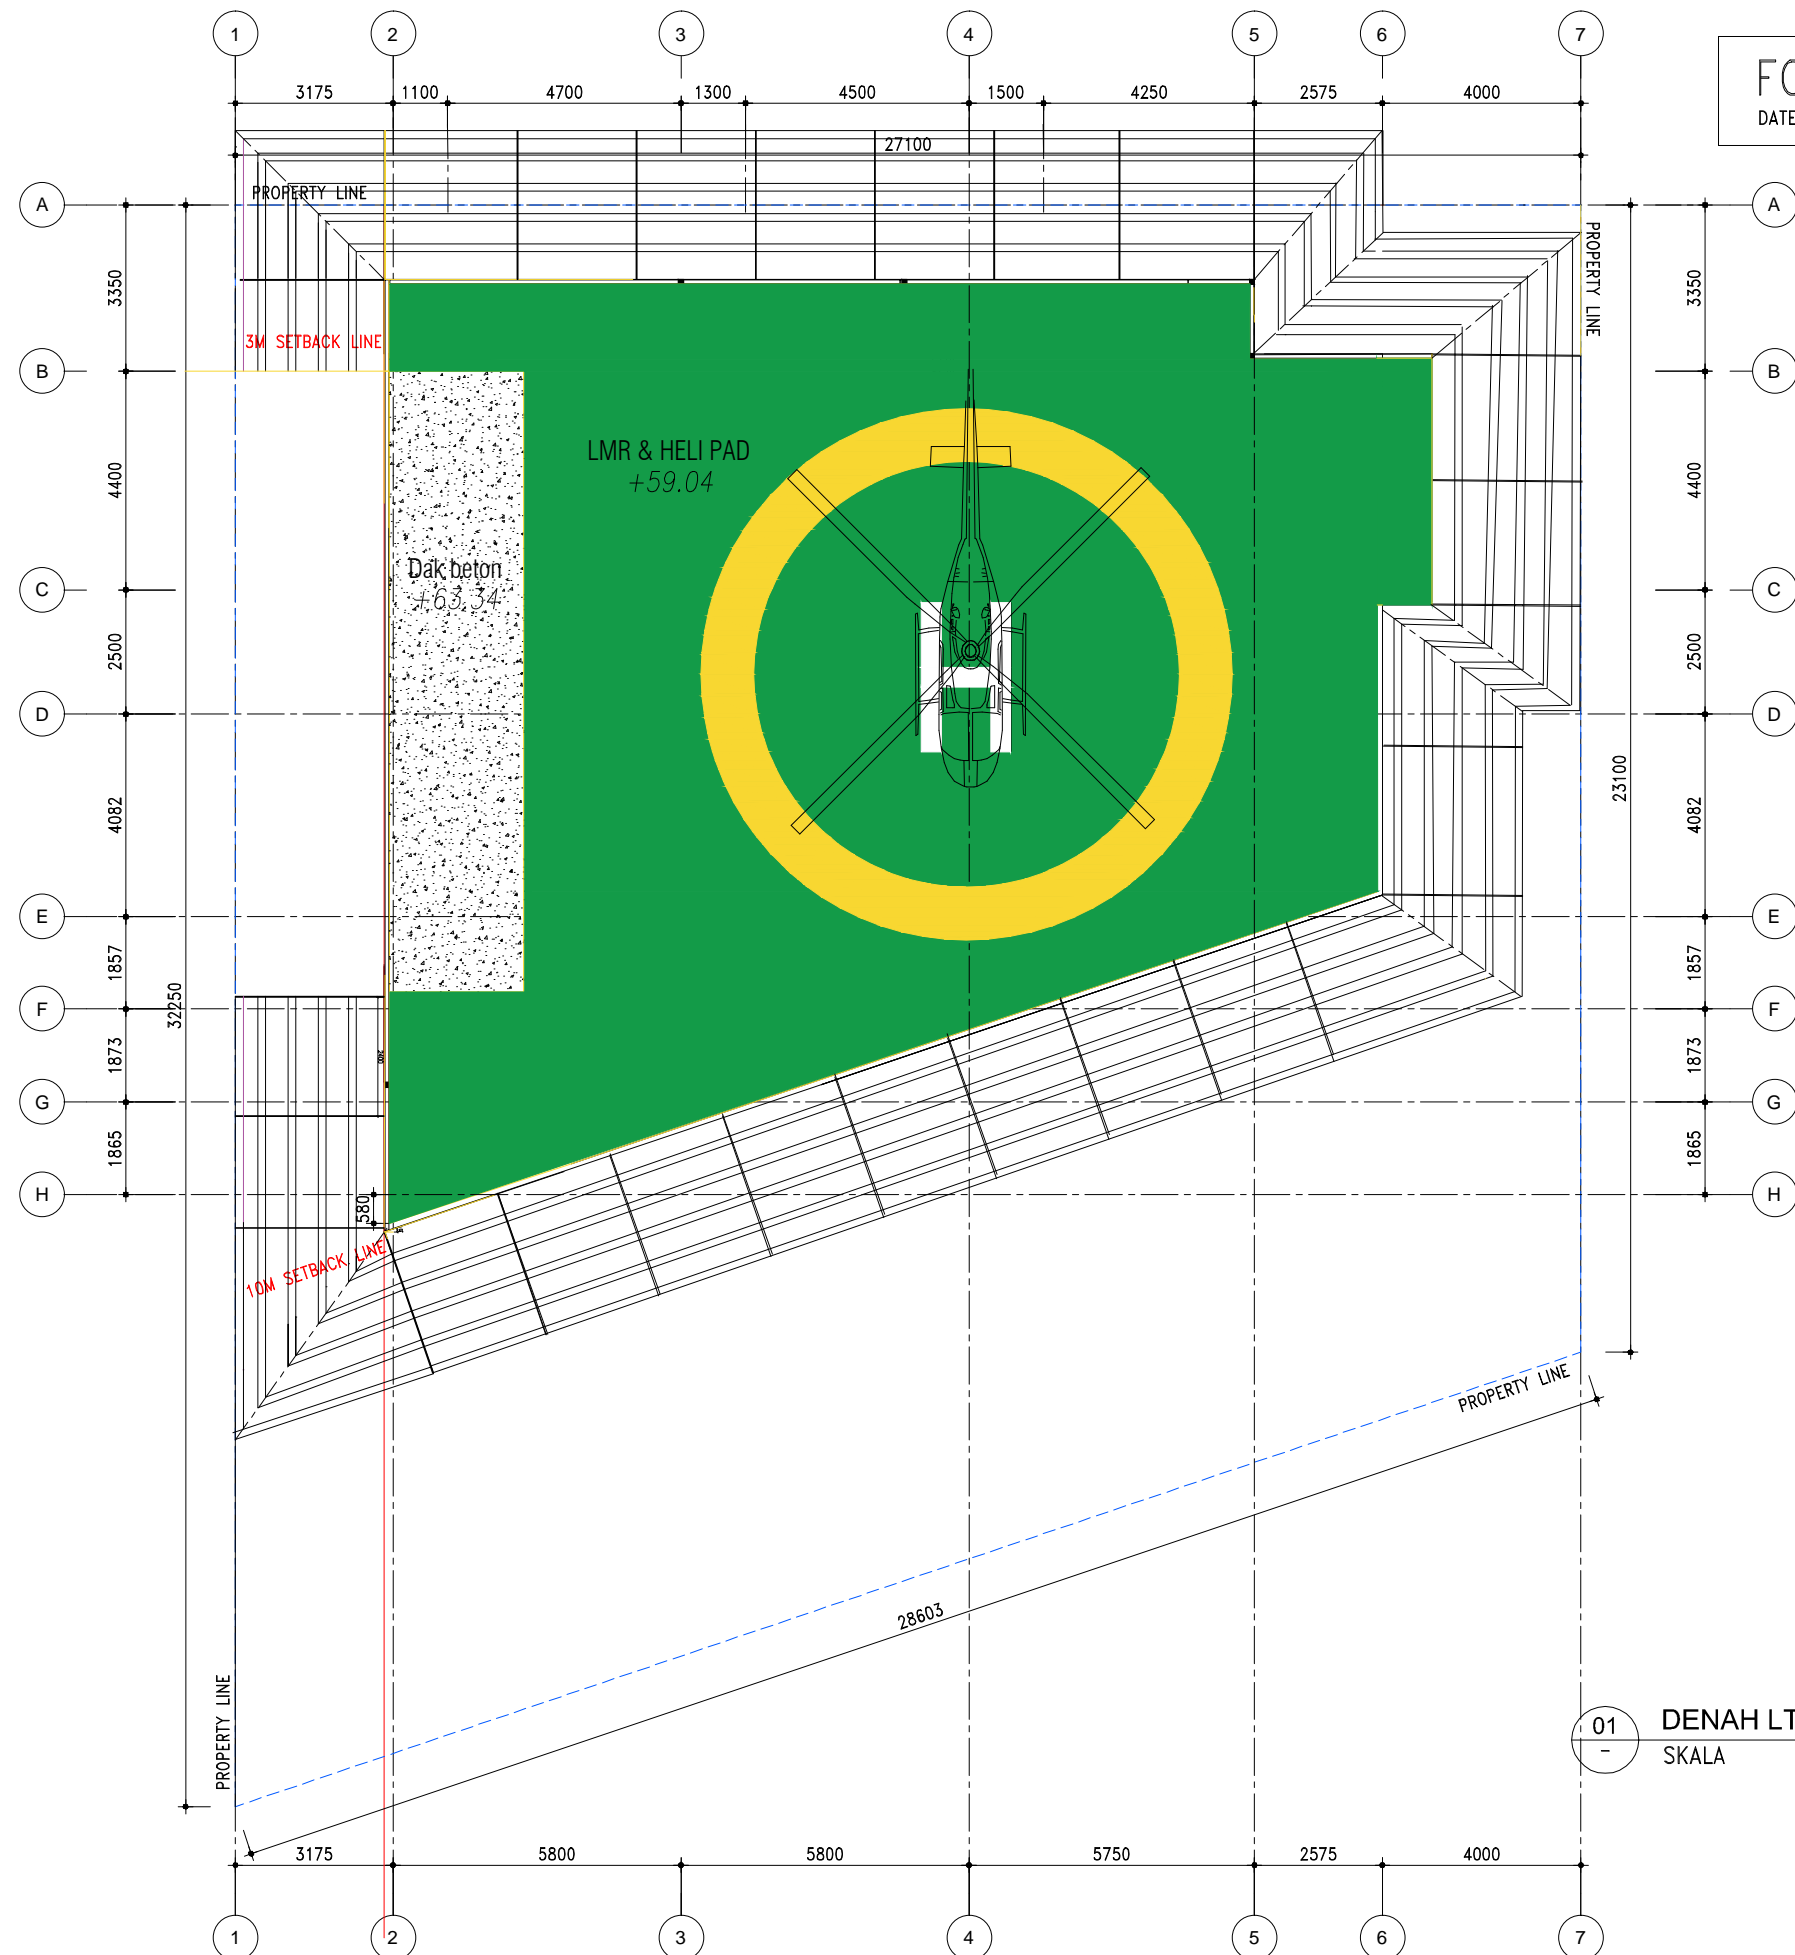 1 2 3 4 5 6 7
FO
DATE
3175 1100 4700 1300 4500 1500 4250 2575 4000
27100
PROPERTY LINE
A A
PROPERTY LINE
3350 3350
3M SETBACK LINE
B B
LMR & HELI PAD
+59.04
4400 4400
Dak beton
+63.34
C C
2500 2500
D D
23100
4082 4082
E E
1857 1857
32250
F F
1873 1873
G G
1865 1865
H H
580
10M SETBACK LINE
PROPERTY LINE
28603
PROPERTY LINE
01
-
DENAH LT
SKALA
3175 5800 5800 5750 2575 4000
1 2 3 4 5 6 7